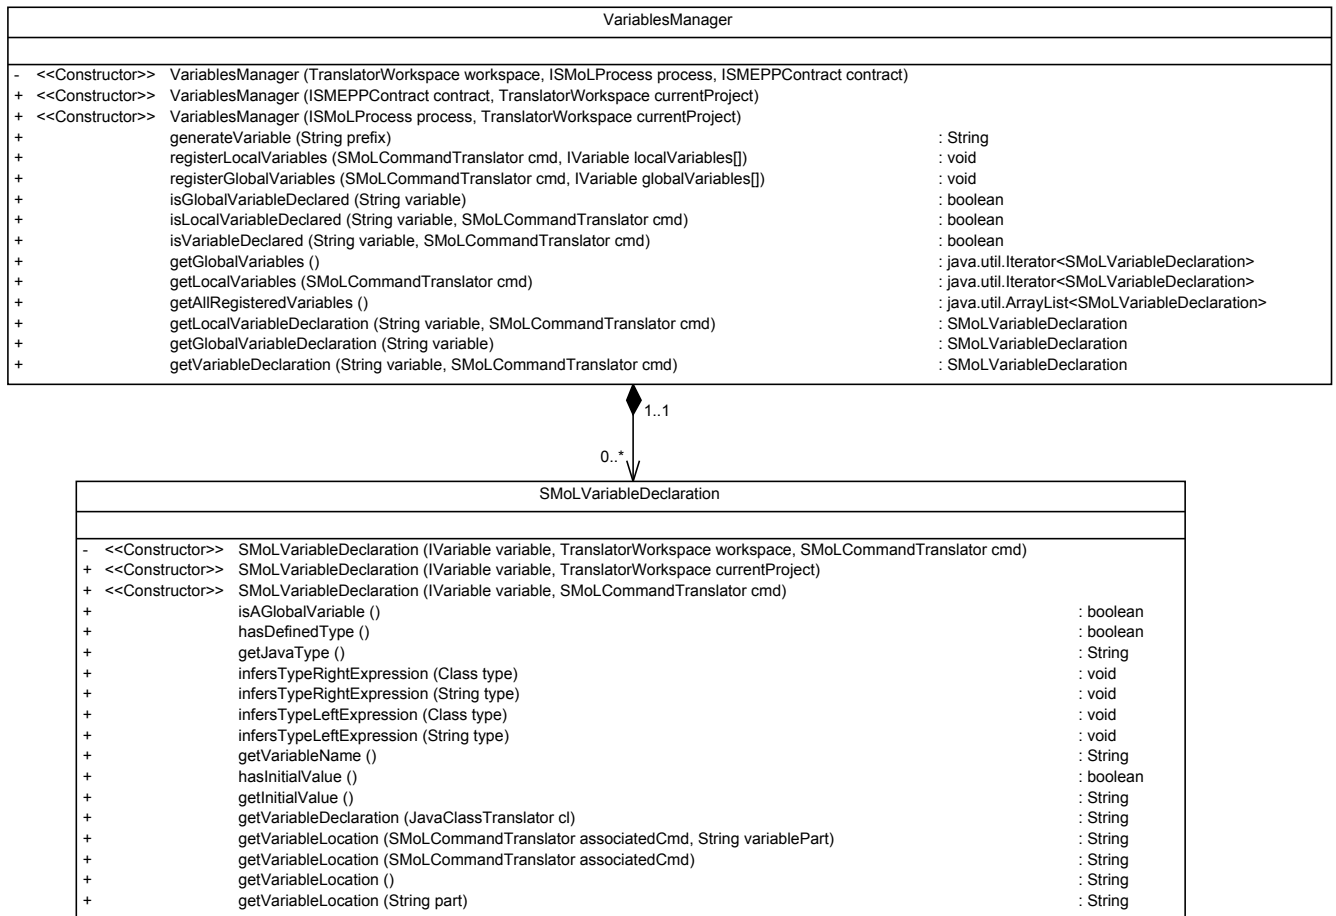 VariablesManager
- <<Constructor>> VariablesManager (TranslatorWorkspace workspace, ISMoLProcess process, ISMEPPContract contract)
+ <<Constructor>> VariablesManager (ISMEPPContract contract, TranslatorWorkspace currentProject)
+ <<Constructor>> VariablesManager (ISMoLProcess process, TranslatorWorkspace currentProject)
+ generateVariable (String prefix) : String
+ registerLocalVariables (SMoLCommandTranslator cmd, IVariable localVariables[]) : void
+ registerGlobalVariables (SMoLCommandTranslator cmd, IVariable globalVariables[]) : void
+ isGlobalVariableDeclared (String variable) : boolean
+ isLocalVariableDeclared (String variable, SMoLCommandTranslator cmd) : boolean
+ isVariableDeclared (String variable, SMoLCommandTranslator cmd) : boolean
+ getGlobalVariables () : java.util.Iterator<SMoLVariableDeclaration>
+ getLocalVariables (SMoLCommandTranslator cmd) : java.util.Iterator<SMoLVariableDeclaration>
+ getAllRegisteredVariables () : java.util.ArrayList<SMoLVariableDeclaration>
+ getLocalVariableDeclaration (String variable, SMoLCommandTranslator cmd) : SMoLVariableDeclaration
+ getGlobalVariableDeclaration (String variable) : SMoLVariableDeclaration
+ getVariableDeclaration (String variable, SMoLCommandTranslator cmd) : SMoLVariableDeclaration
1..1
0..*
SMoLVariableDeclaration
- <<Constructor>> SMoLVariableDeclaration (IVariable variable, TranslatorWorkspace workspace, SMoLCommandTranslator cmd)
+ <<Constructor>> SMoLVariableDeclaration (IVariable variable, TranslatorWorkspace currentProject)
+ <<Constructor>> SMoLVariableDeclaration (IVariable variable, SMoLCommandTranslator cmd)
+ isAGlobalVariable () : boolean
+ hasDefinedType () : boolean
+ getJavaType () : String
+ infersTypeRightExpression (Class type) : void
+ infersTypeRightExpression (String type) : void
+ infersTypeLeftExpression (Class type) : void
+ infersTypeLeftExpression (String type) : void
+ getVariableName () : String
+ hasInitialValue () : boolean
+ getInitialValue () : String
+ getVariableDeclaration (JavaClassTranslator cl) : String
+ getVariableLocation (SMoLCommandTranslator associatedCmd, String variablePart) : String
+ getVariableLocation (SMoLCommandTranslator associatedCmd) : String
+ getVariableLocation () : String
+ getVariableLocation (String part) : String